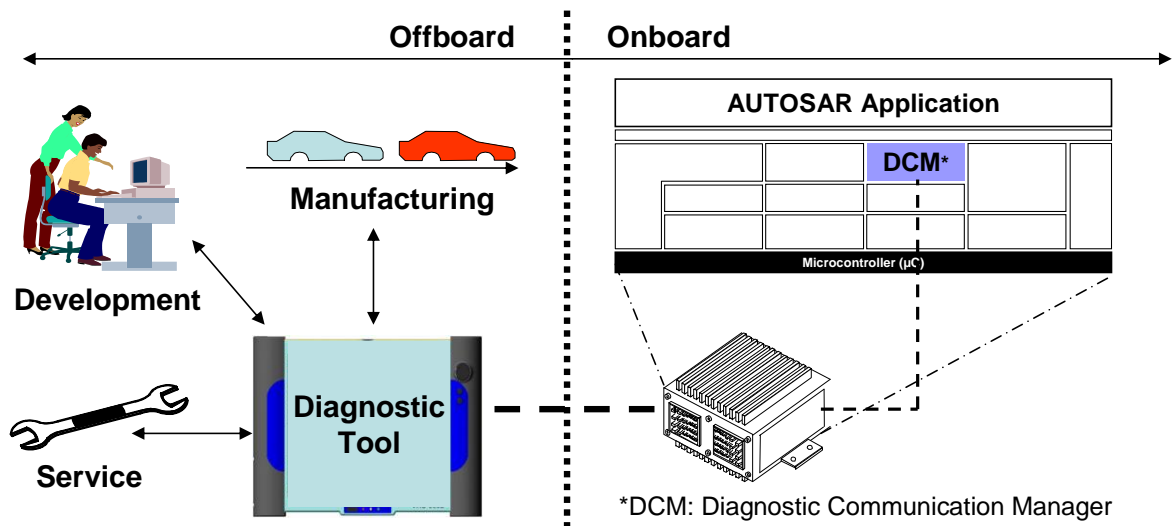 Offboard
Onboard
AUTOSAR Application
DCM*
Manufacturing
Microcontroller (µC)
Development
Diagnostic
Tool
Service
*DCM: Diagnostic Communication Manager